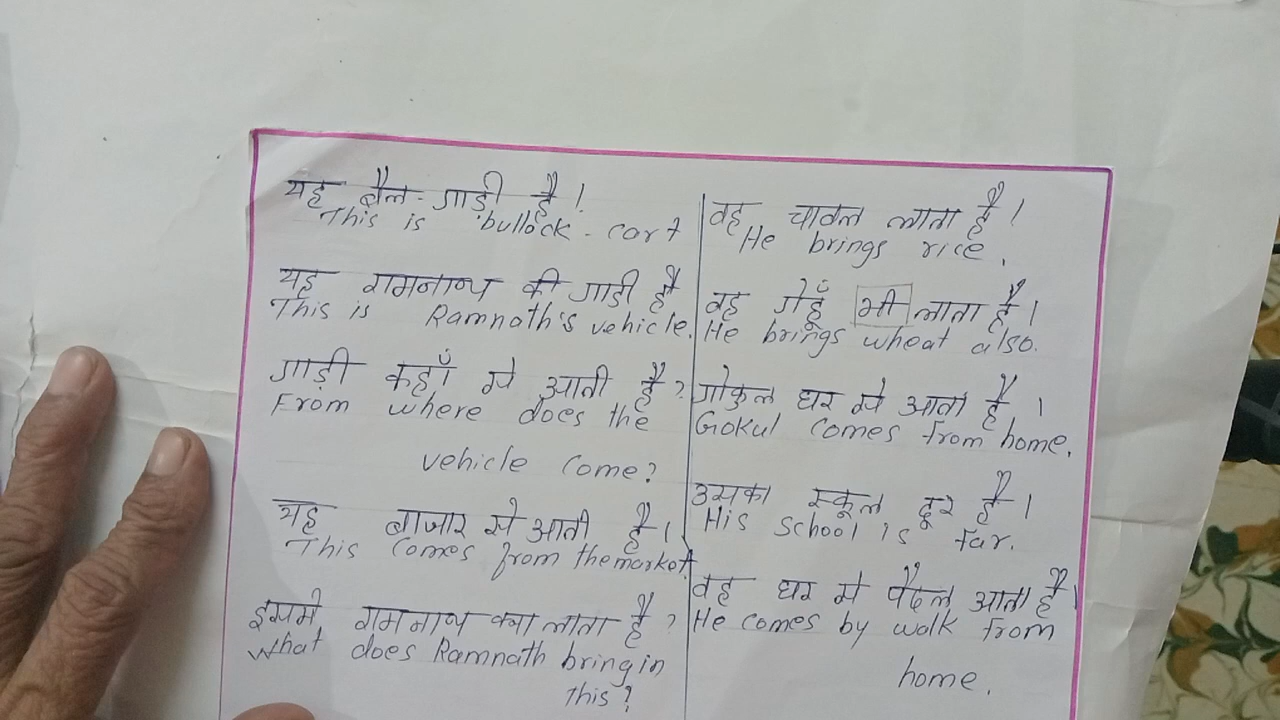 यह बैल-गाड़ी है।
This is bullock-cart
यह रामनाथ की गाड़ी है
This is Ramnath's vehicle.
गाड़ी कहाँ से आती है?
From where does the
vehicle come?
यह बाजार से आती है।
This comes from the market
इसमे रामनाथ क्या लाता है?
What does Ramnath bring in
this?
वह चावल लाता है।
He brings rice.
वह गेहूँ भी लाता है।
He brings wheat also.
गोकुल घर से आता है।
Gokul comes from home.
उसका स्कूल दूर है।
His school is far.
वह घर से पैदल आता है।
He comes by walk from
home.